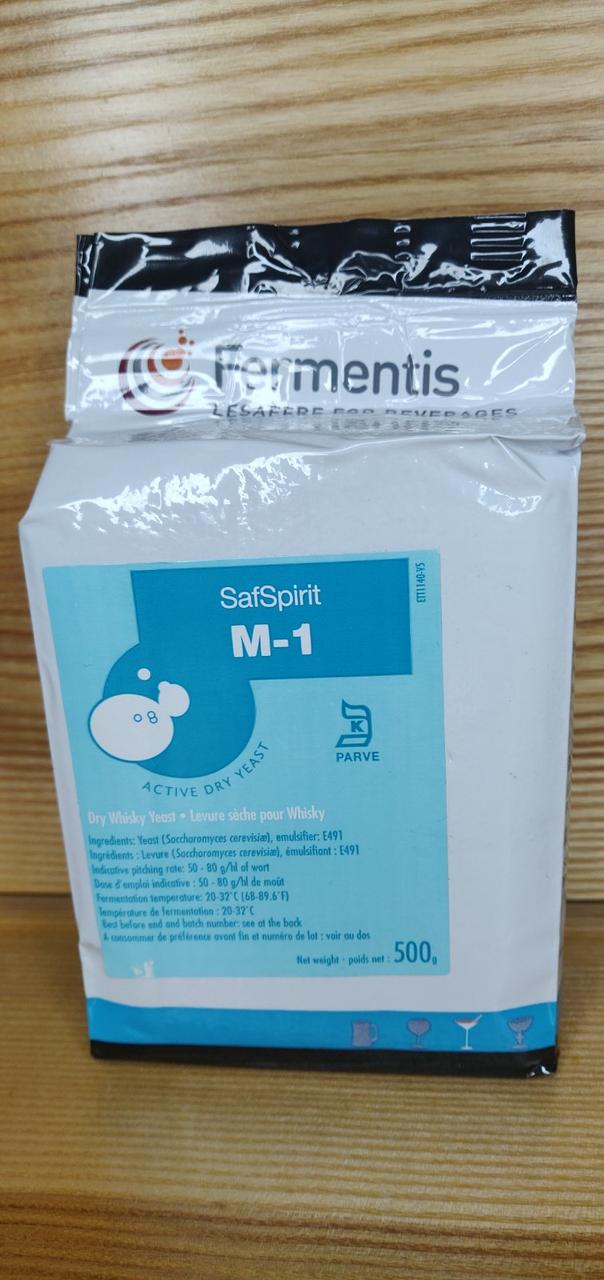 Fermentis
LESAFFRE FOR BEVERAGES
SafSpirit
M-1
EIT1140-V5
K
PARVE
ACTIVE DRY YEAST
Dry Whisky Yeast • Levure sèche pour Whisky
Ingredients: Yeast (Saccharomyces cerevisiæ), emulsifier: E491
Ingrédients : Levure (Saccharomyces cerevisiæ), émulsifiant : E491
Indicative pitching rate: 50 - 80 g/hl of wort
Dose d'emploi indicative : 50 - 80 g/hl de moût
Fermentation temperature: 20-32°C (68-89.6°F)
Température de fermentation : 20-32°C
Best before end and batch number: see at the back
A consommer de préférence avant fin et numéro de lot : voir au dos
Net weight - poids net : 500g